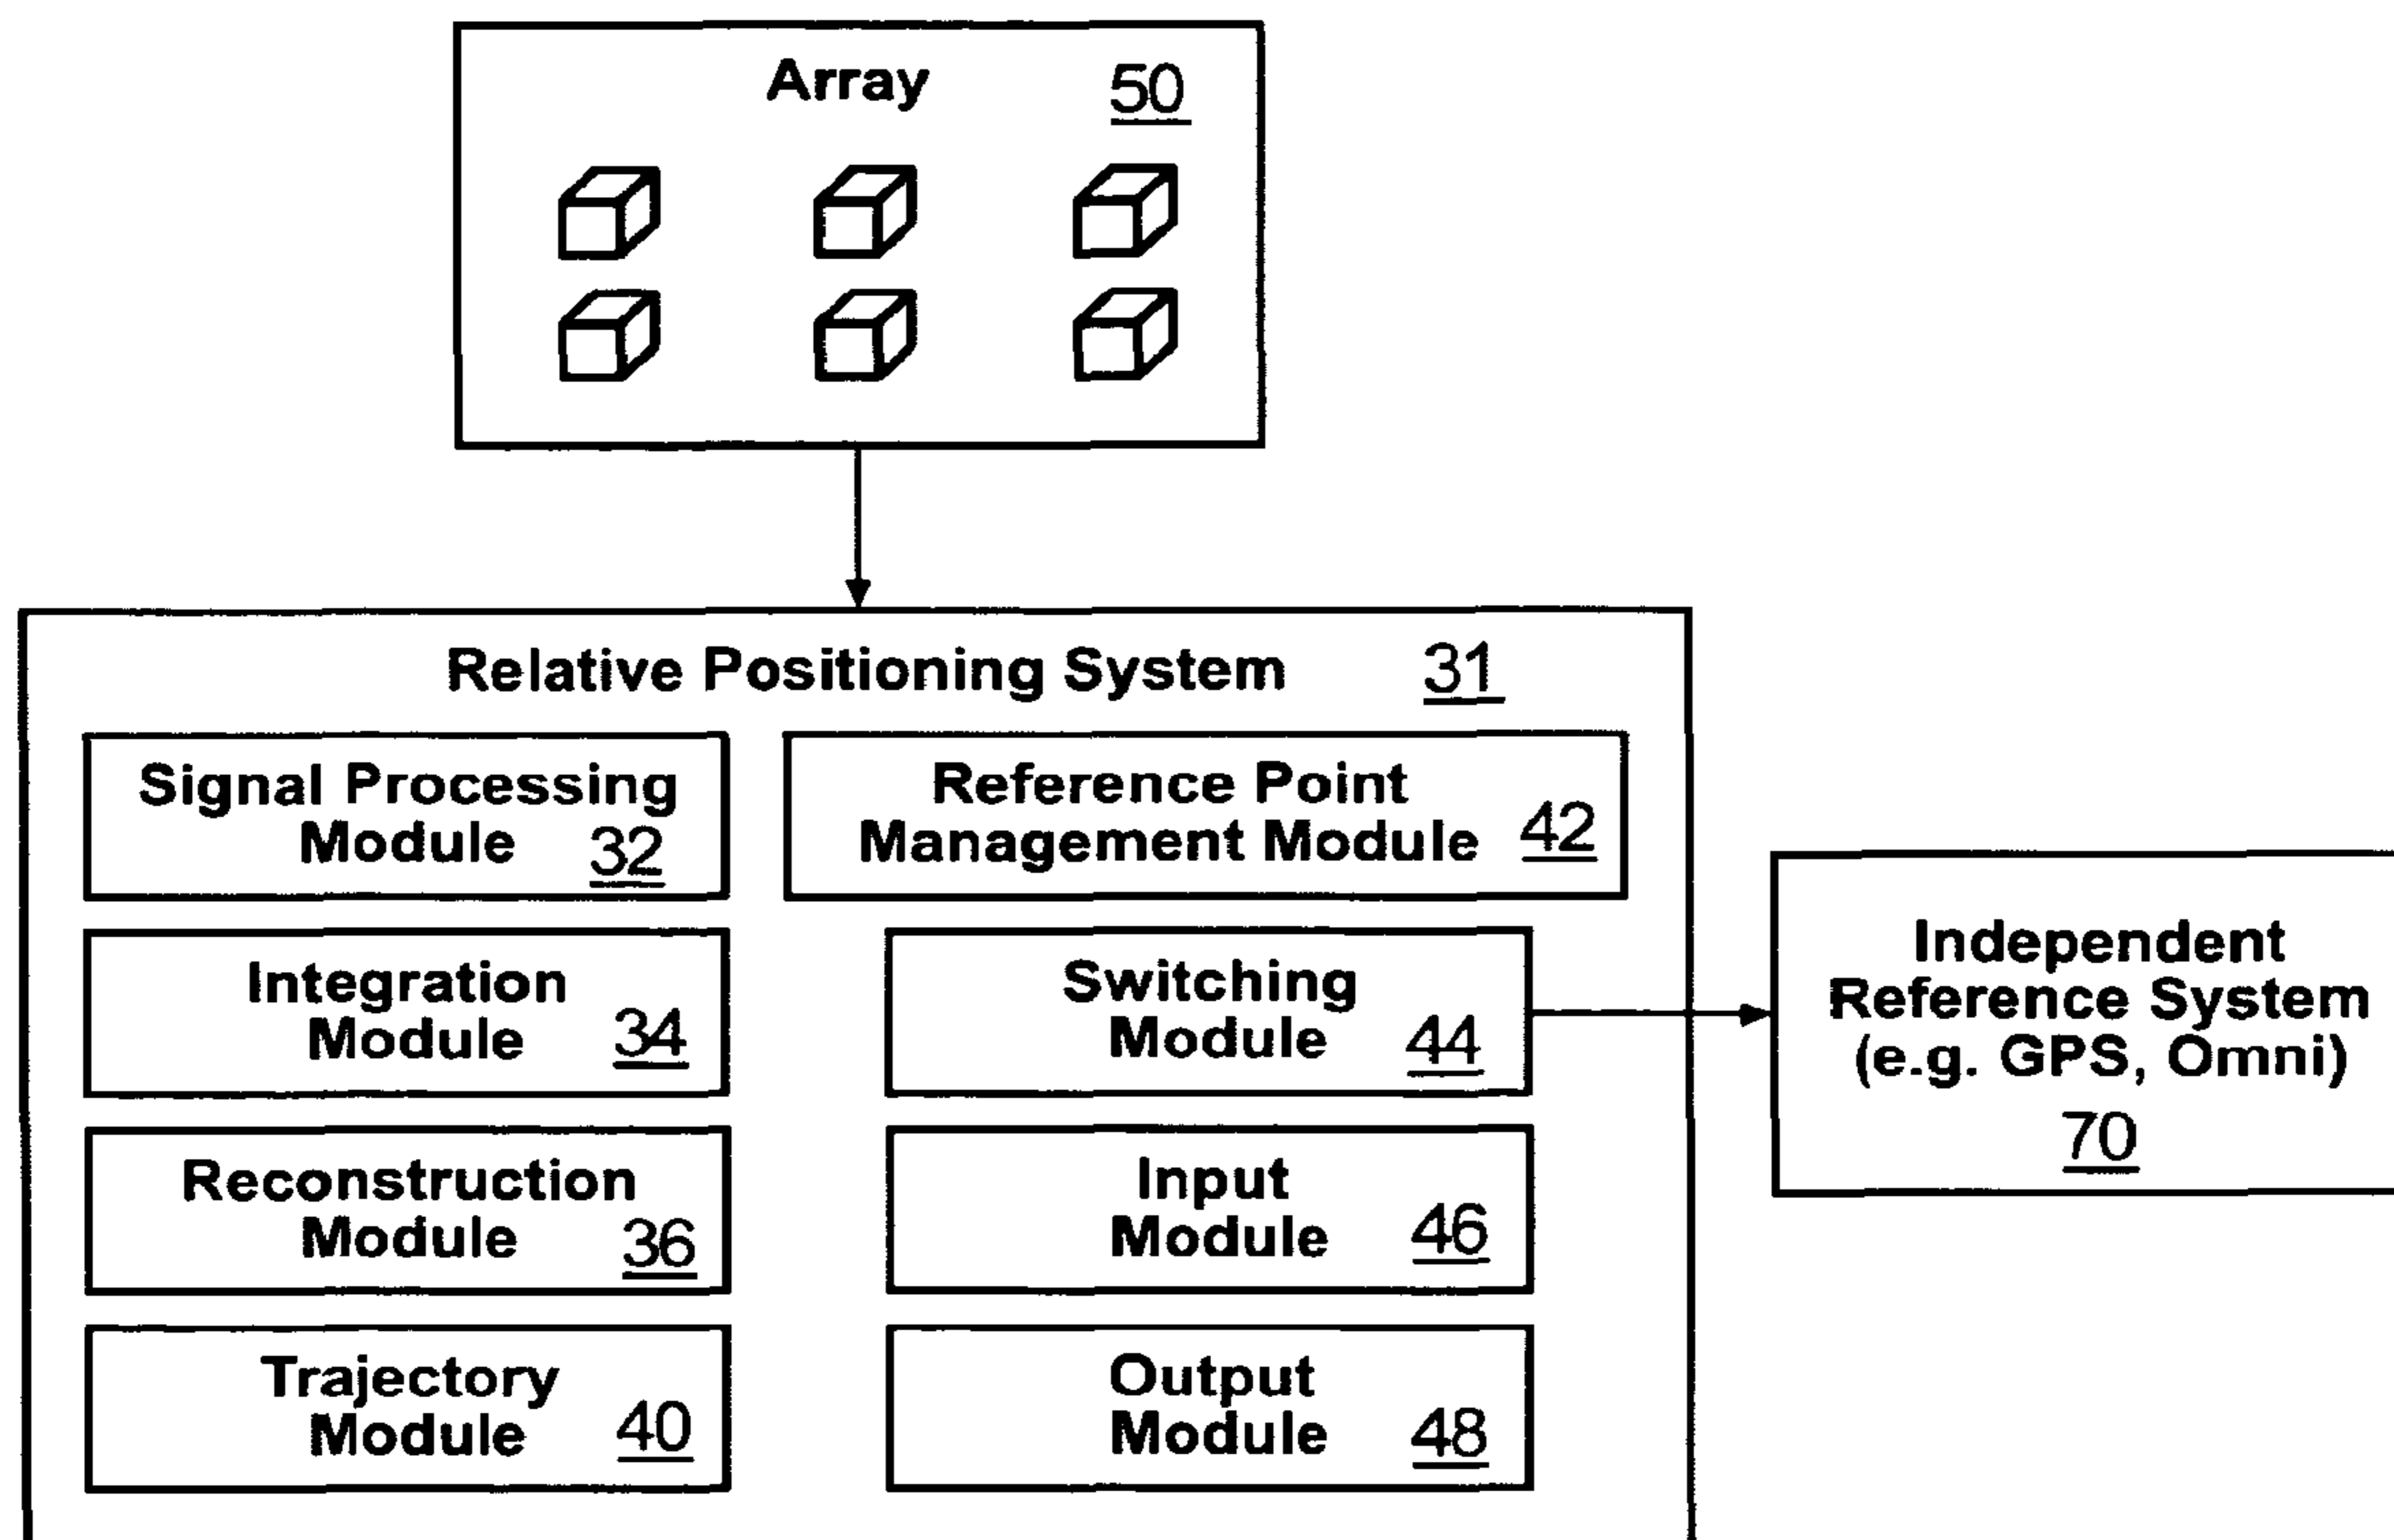 Array 50
Relative Positioning System 31
Signal Processing
Module 32
Reference Point
Management Module 42
Integration
Module 34
Switching
Module 44
Independent
Reference System
(e.g. GPS, Omni)
70
Reconstruction
Module 36
Input
Module 46
Trajectory
Module 40
Output
Module 48